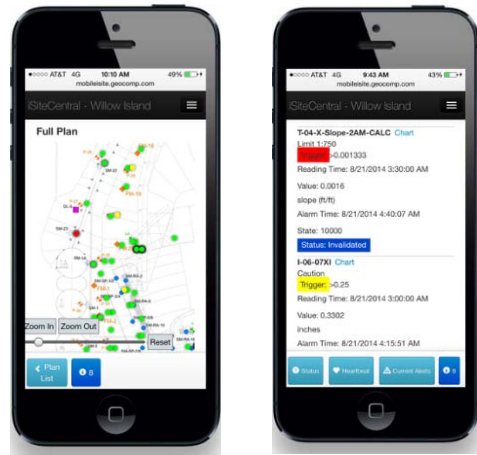 AT&T 4G 10:10 AM 49%
mobileisite.geocomp.com
iSiteCentral - Willow Island
Full Plan
Zoom In Zoom Out
Reset
Plan
List
8
AT&T 4G 9:43 AM 43%
mobileisite.geocomp.com
iSiteCentral - Willow Island
T-04-X-Slope-2AM-CALC Chart
Limit 1:750
Trigger: >0.001333
Reading Time: 8/21/2014 3:30:00 AM
Value: 0.0016
slope (ft/ft)
Alarm Time: 8/21/2014 4:40:07 AM
State: 10000
Status: Invalidated
I-06-07XI Chart
Caution
Trigger: >0.25
Reading Time: 8/21/2014 3:00:00 AM
Value: 0.3302
inches
Alarm Time: 8/21/2014 4:15:51 AM
Status Heartbeat Current Alerts 8